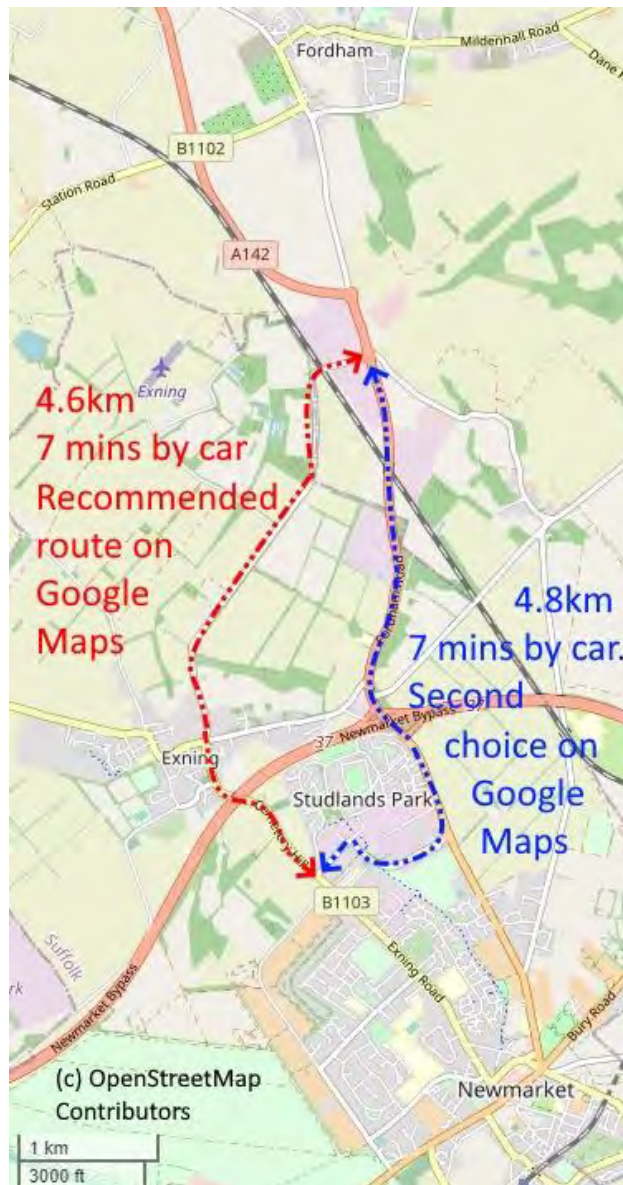 Fordham
Mildenhall Road
B1102
Station Road
A142
Exning
4.6km
7 mins by car
Recommended
route on
Google
Maps
4.8km
7 mins by car.
Second
choice on
Google
Maps
Fordham Road
37
Newmarket Bypass
37
Exning
Studlands Park
B1103
Exning Road
Suffolk
Newmarket Bypass
Bury Road
Newmarket
(c) OpenStreetMap
Contributors
1 km
3000 ft